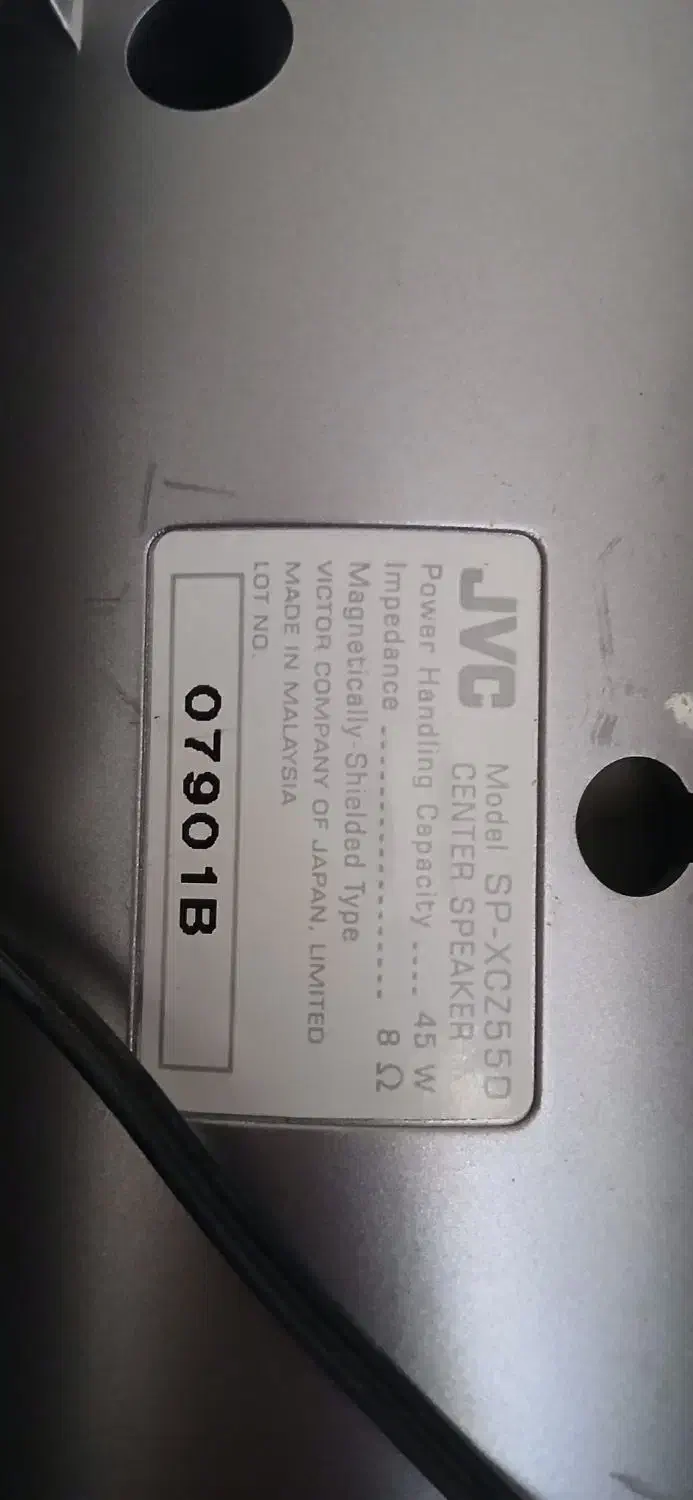 JVC Model SP-XCZ55D
CENTER SPEAKER
Power Handling Capacity ---- 45 W
Impedance ------------------ 8 Ω
Magnetically-Shielded Type
VICTOR COMPANY OF JAPAN, LIMITED
MADE IN MALAYSIA
LOT NO.
07901B